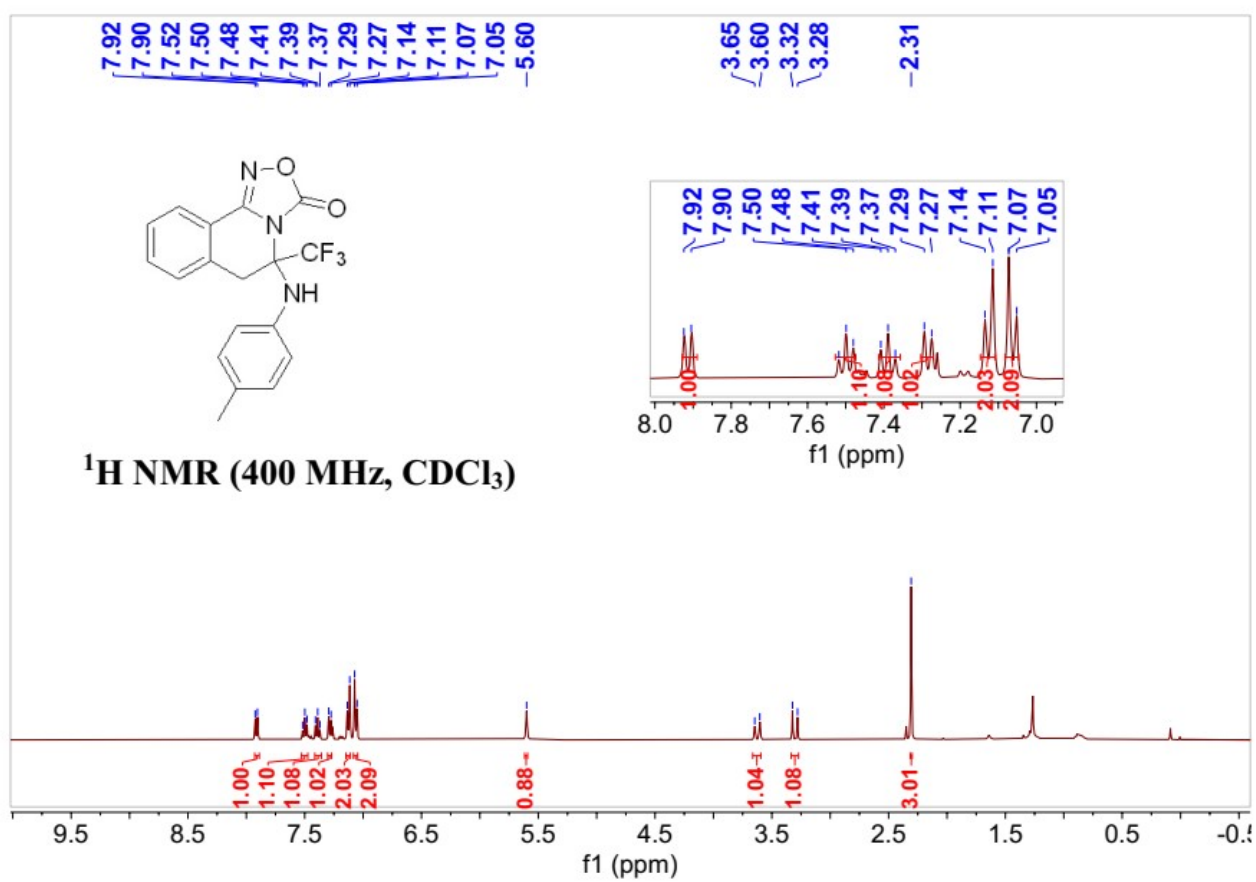 7.92 7.90 7.52 7.50 7.48 7.41 7.39 7.37 7.29 7.27 7.14 7.11 7.07 7.05 5.60 3.65 3.60 3.32 3.28 2.31
N O
O
N
CF3
NH
7.92 7.90 7.50 7.48 7.41 7.39 7.37 7.29 7.27 7.14 7.11 7.07 7.05
1.00 1.10 1.08 1.02 2.03 2.09
8.0 7.8 7.6 7.4 7.2 7.0
f1 (ppm)
¹H NMR (400 MHz, CDCl₃)
1.00 1.10 1.08 1.02 2.03 2.09 0.88 1.04 1.08 3.01
9.5 8.5 7.5 6.5 5.5 4.5 3.5 2.5 1.5 0.5 -0.5
f1 (ppm)